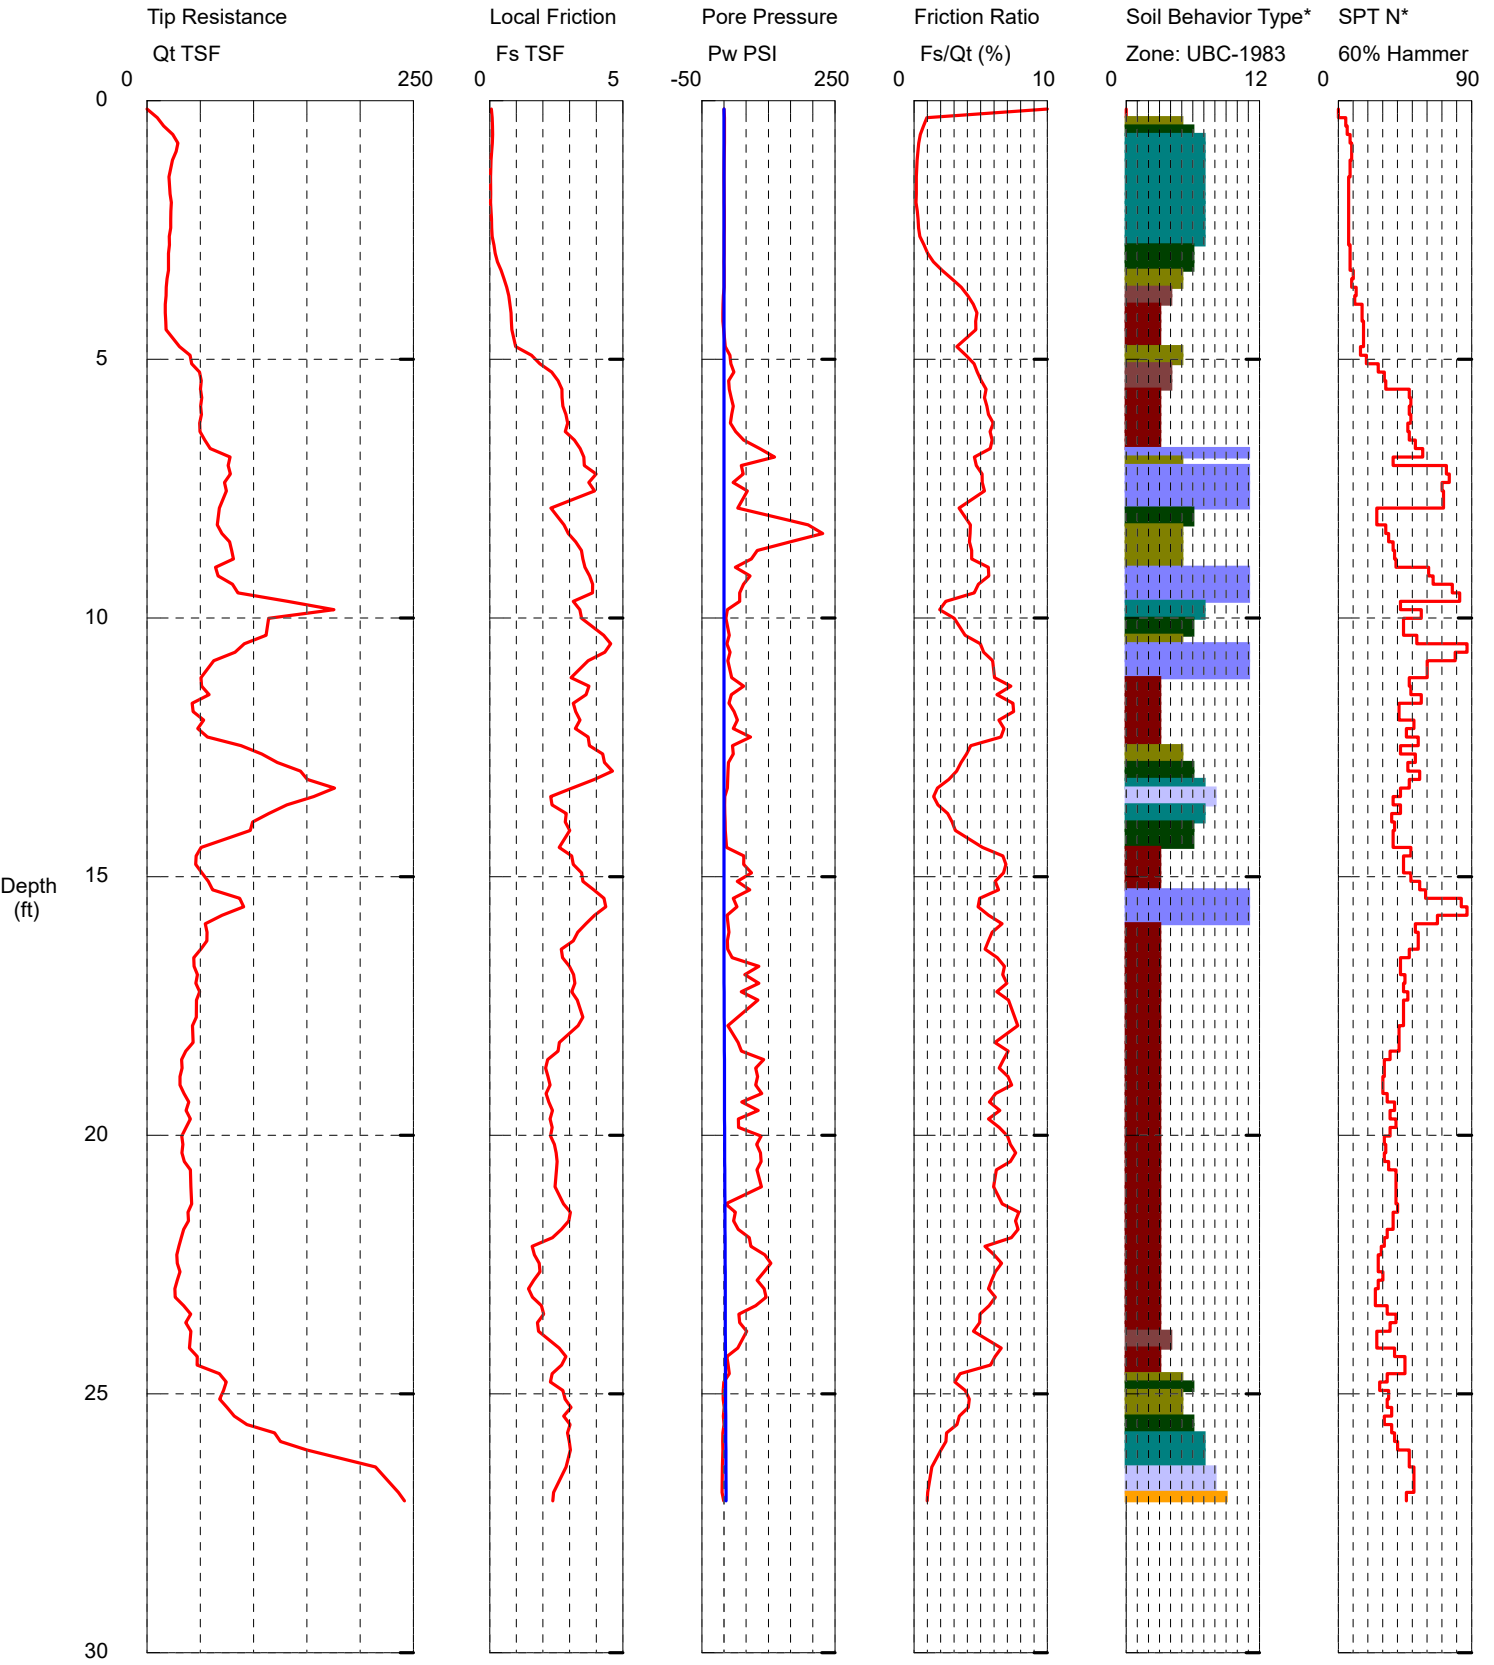 Tip Resistance
Local Friction
Pore Pressure
Friction Ratio
Soil Behavior Type*
SPT N*
Qt TSF
Fs TSF
Pw PSI
Fs/Qt (%)
Zone: UBC-1983
60% Hammer
0 250
0 5
-50 250
0 10
0 12
0 90
0
5
10
15
Depth
(ft)
20
25
30